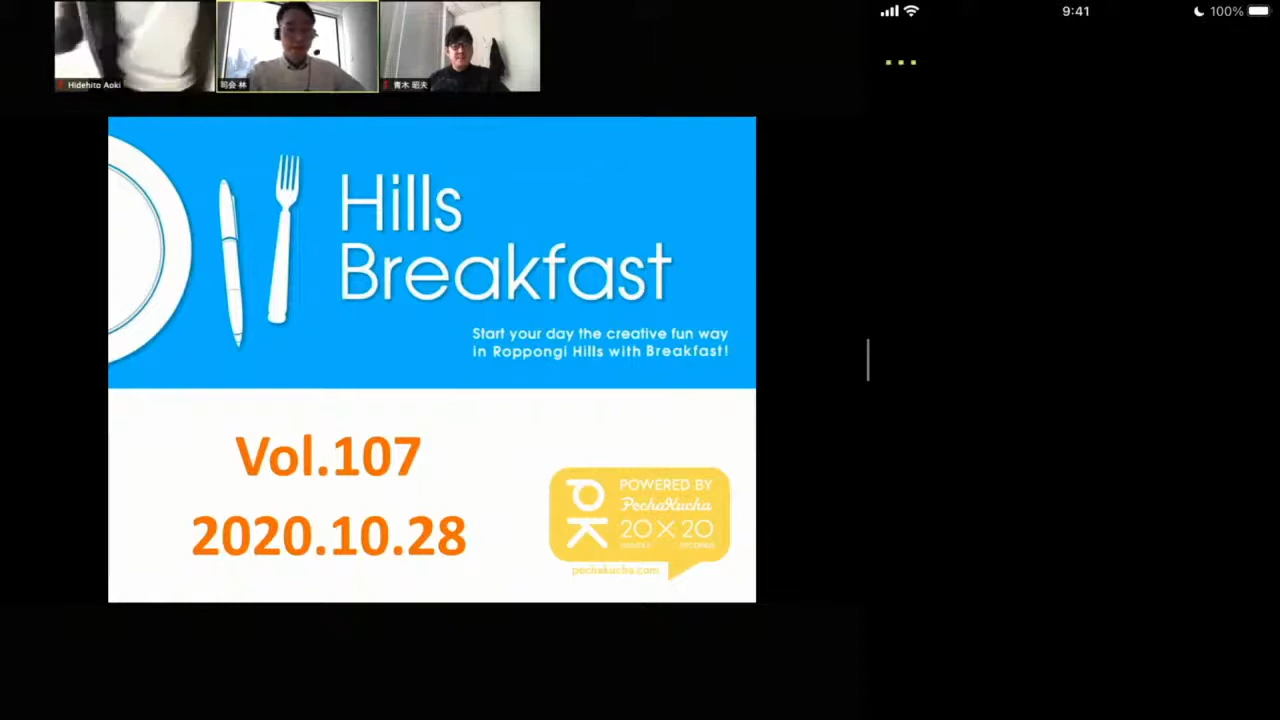 9:41
100%
Hidehito Aoki
司会 林
青木 昭夫
Hills
Breakfast
Start your day the creative fun way
in Roppongi Hills with Breakfast!
Vol.107
2020.10.28
PK
POWERED BY
PechaKucha
20×20
pechakucha.com